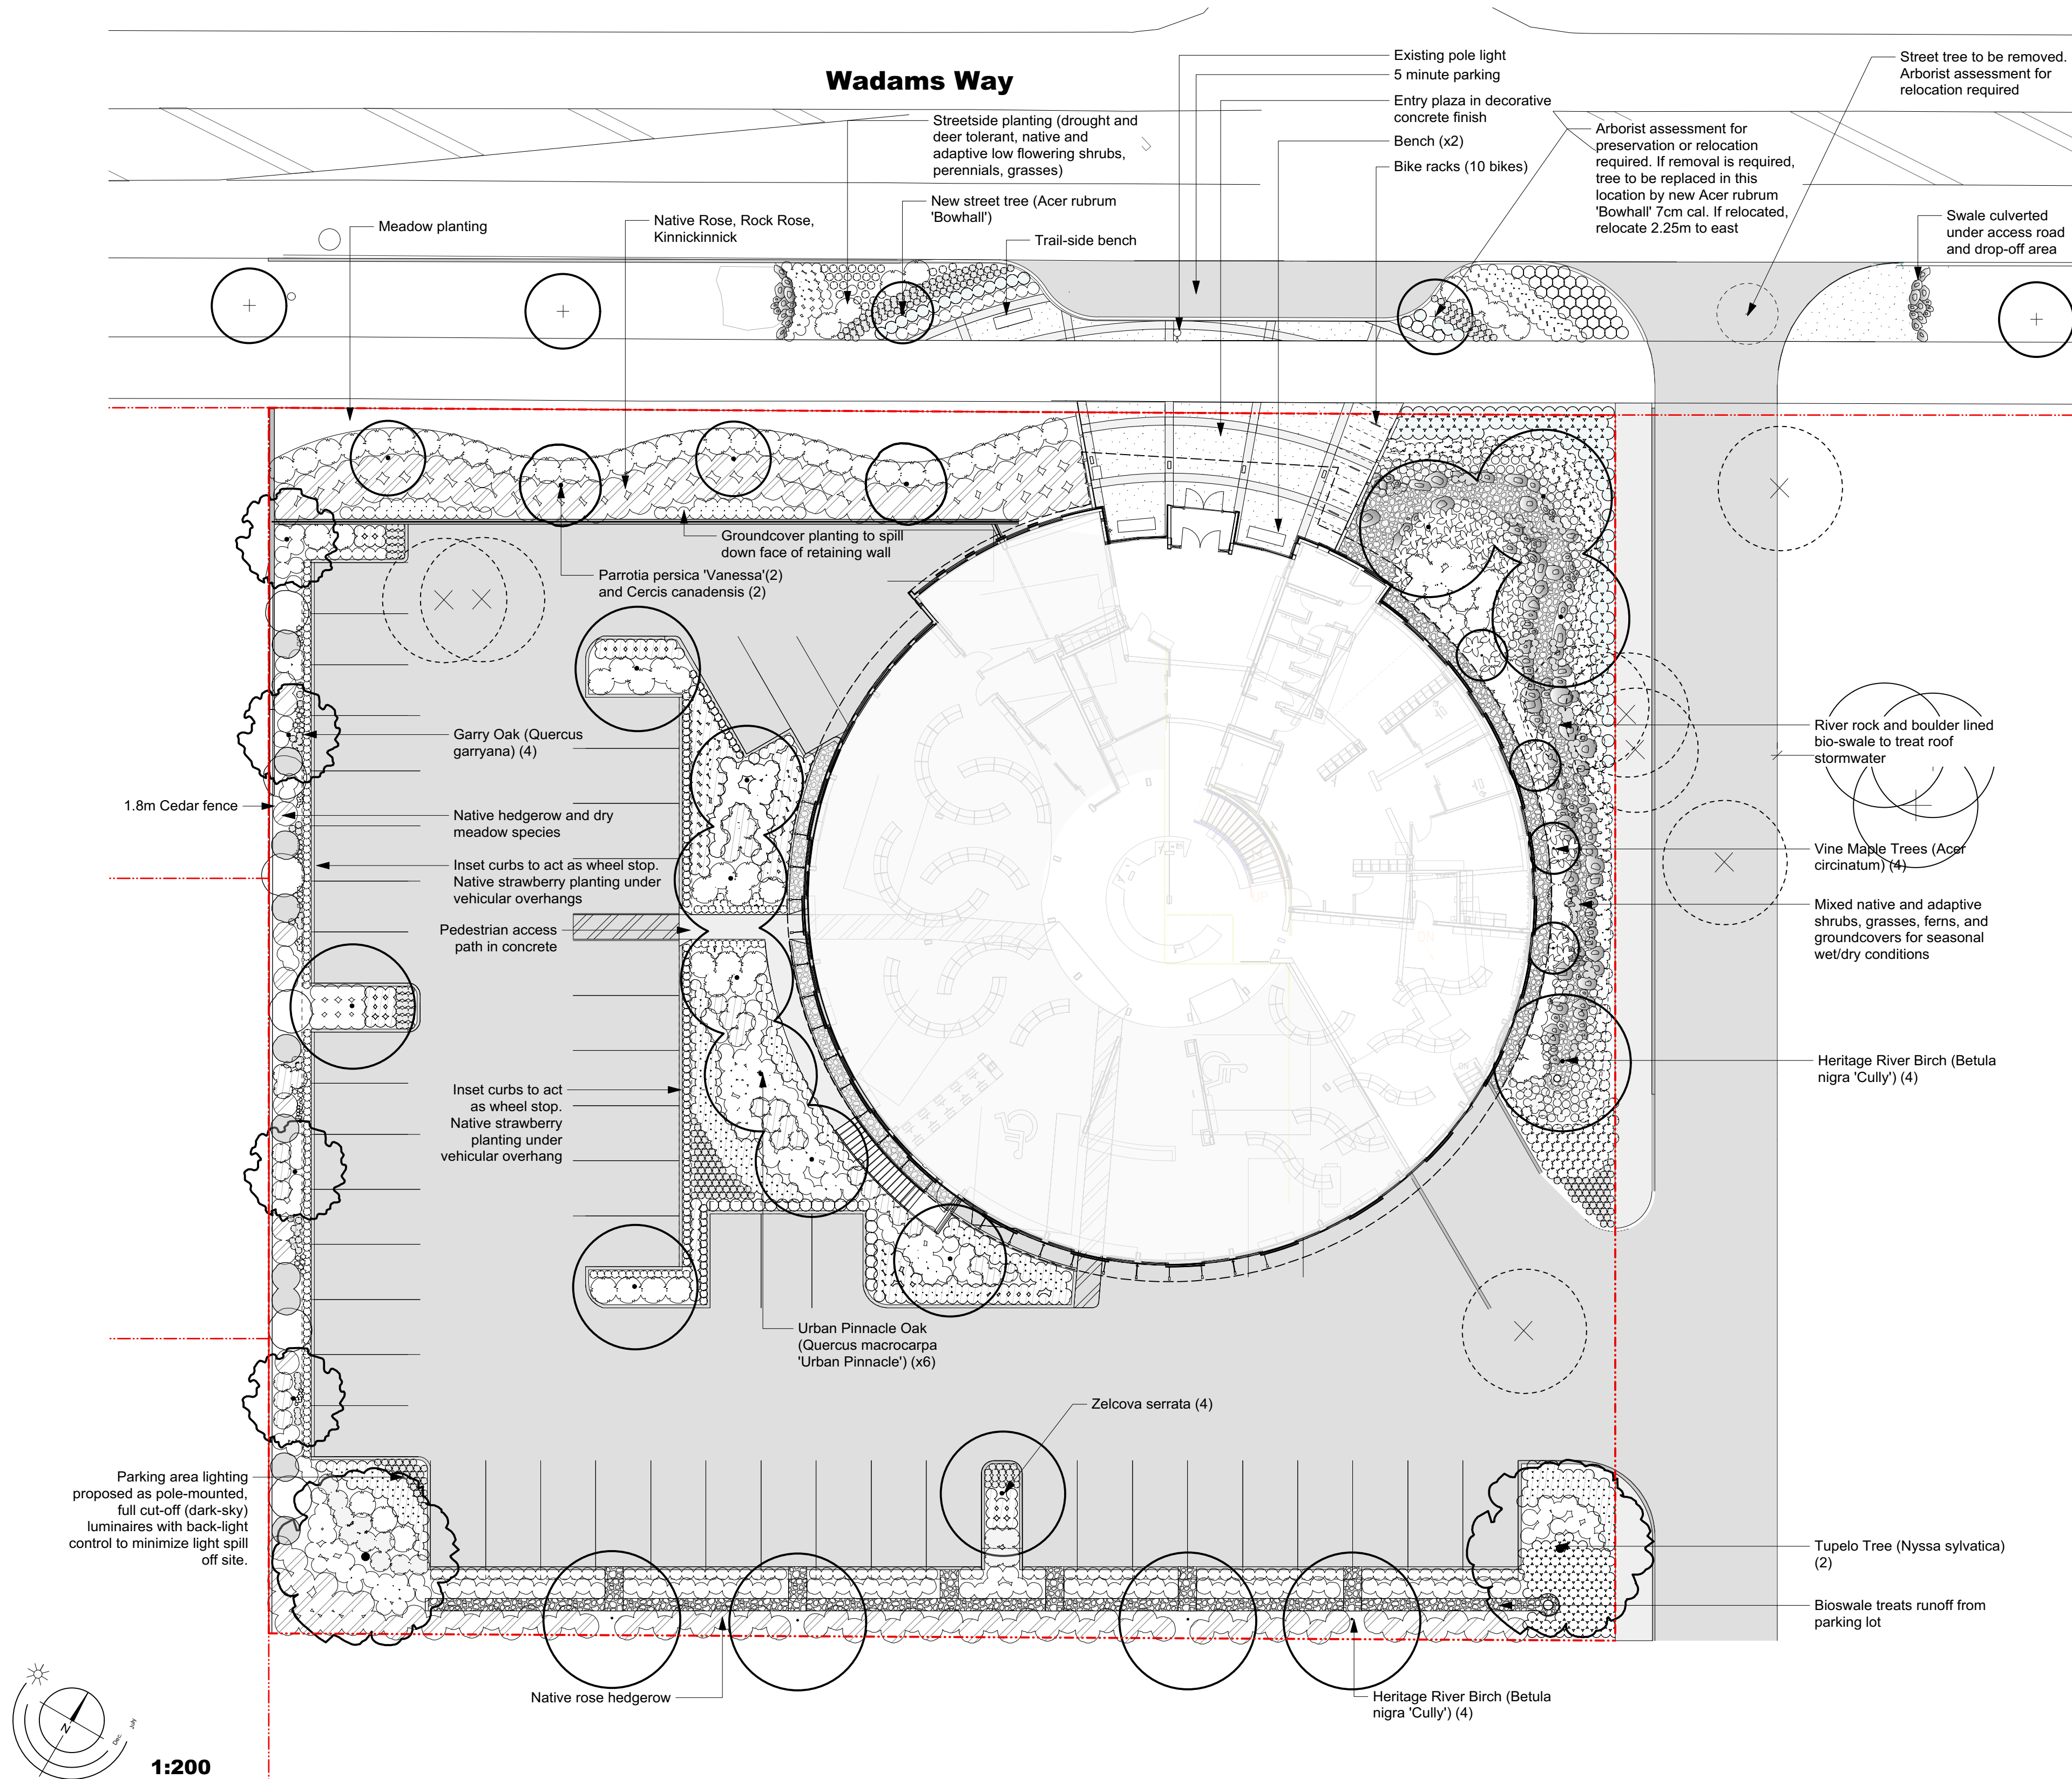 Wadams Way
Existing pole light
5 minute parking
Entry plaza in decorative
concrete finish
Bench (x2)
Bike racks (10 bikes)
Street tree to be removed.
Arborist assessment for
relocation required
Arborist assessment for
preservation or relocation
required. If removal is required,
tree to be replaced in this
location by new Acer rubrum
'Bowhall' 7cm cal. If relocated,
relocate 2.25m to east
Swale culverted
under access road
and drop-off area
Streetside planting (drought and
deer tolerant, native and
adaptive low flowering shrubs,
perennials, grasses)
New street tree (Acer rubrum
'Bowhall')
Trail-side bench
Meadow planting
Native Rose, Rock Rose,
Kinnickinnick
Groundcover planting to spill
down face of retaining wall
Parrotia persica 'Vanessa'(2)
and Cercis canadensis (2)
Garry Oak (Quercus
garryana) (4)
1.8m Cedar fence
Native hedgerow and dry
meadow species
Inset curbs to act as wheel stop.
Native strawberry planting under
vehicular overhangs
Pedestrian access
path in concrete
Inset curbs to act
as wheel stop.
Native strawberry
planting under
vehicular overhang
River rock and boulder lined
bio-swale to treat roof
stormwater
Vine Maple Trees (Acer
circinatum) (4)
Mixed native and adaptive
shrubs, grasses, ferns, and
groundcovers for seasonal
wet/dry conditions
Heritage River Birch (Betula
nigra 'Cully') (4)
UP
DN
DN
Urban Pinnacle Oak
(Quercus macrocarpa
'Urban Pinnacle') (x6)
Zelcova serrata (4)
Parking area lighting
proposed as pole-mounted,
full cut-off (dark-sky)
luminaires with back-light
control to minimize light spill
off site.
Tupelo Tree (Nyssa sylvatica)
(2)
Bioswale treats runoff from
parking lot
Native rose hedgerow
Heritage River Birch (Betula
nigra 'Cully') (4)
N
Dec.
July
1:200